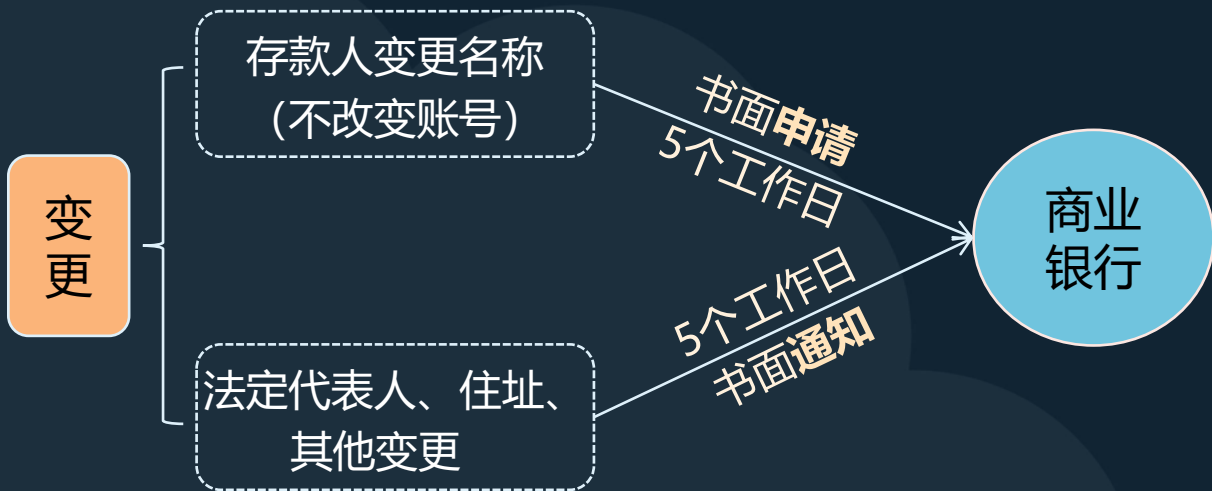 变
更
存款人变更名称
（不改变账号）
书面申请
5个工作日
法定代表人、住址、
其他变更
5个工作日
书面通知
商业
银行